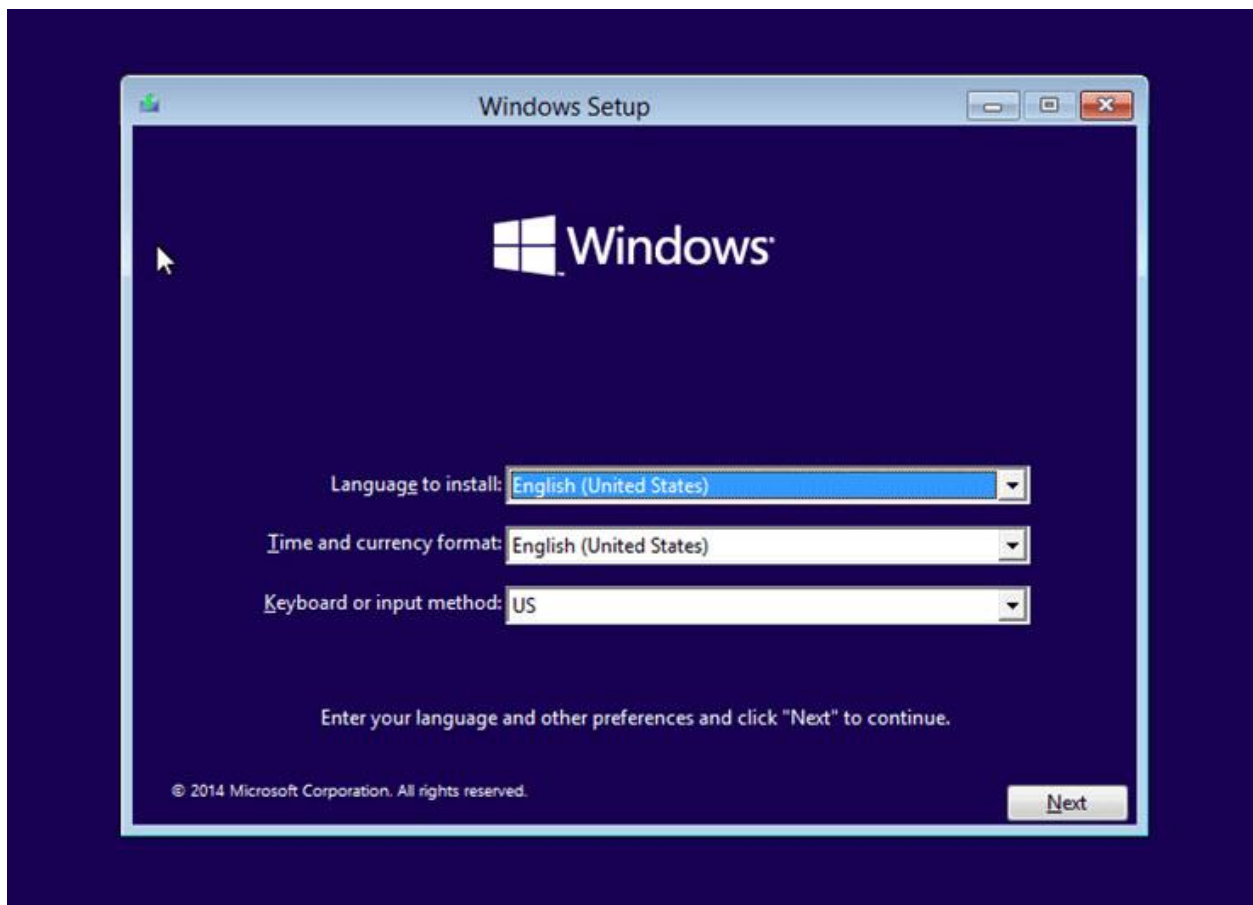 Windows Setup
Windows
Language to install: English (United States)
Time and currency format: English (United States)
Keyboard or input method: US
Enter your language and other preferences and click "Next" to continue.
© 2014 Microsoft Corporation. All rights reserved.
Next